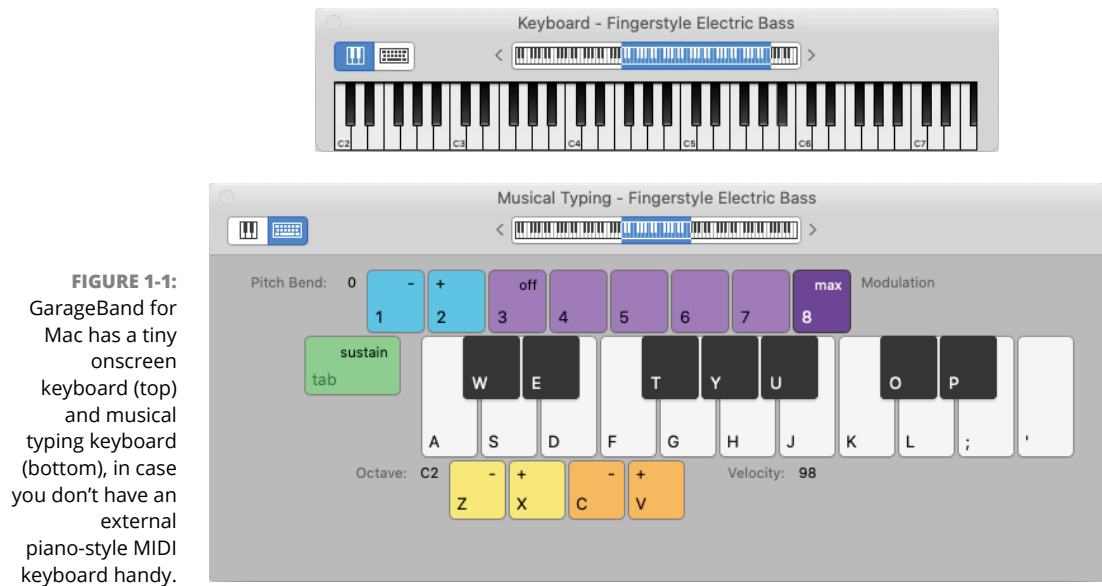 Keyboard - Fingerstyle Electric Bass
C2 C3 C4 C5 C6 C7
Musical Typing - Fingerstyle Electric Bass
Pitch Bend: 0 - + off max Modulation
1 2 3 4 5 6 7 8
sustain
tab
W E T Y U O P
A S D F G H J K L ; '
Octave: C2 - + - + Velocity: 98
Z X C V
FIGURE 1-1:
GarageBand for
Mac has a tiny
onscreen
keyboard (top)
and musical
typing keyboard
(bottom), in case
you don’t have an
external
piano-style MIDI
keyboard handy.